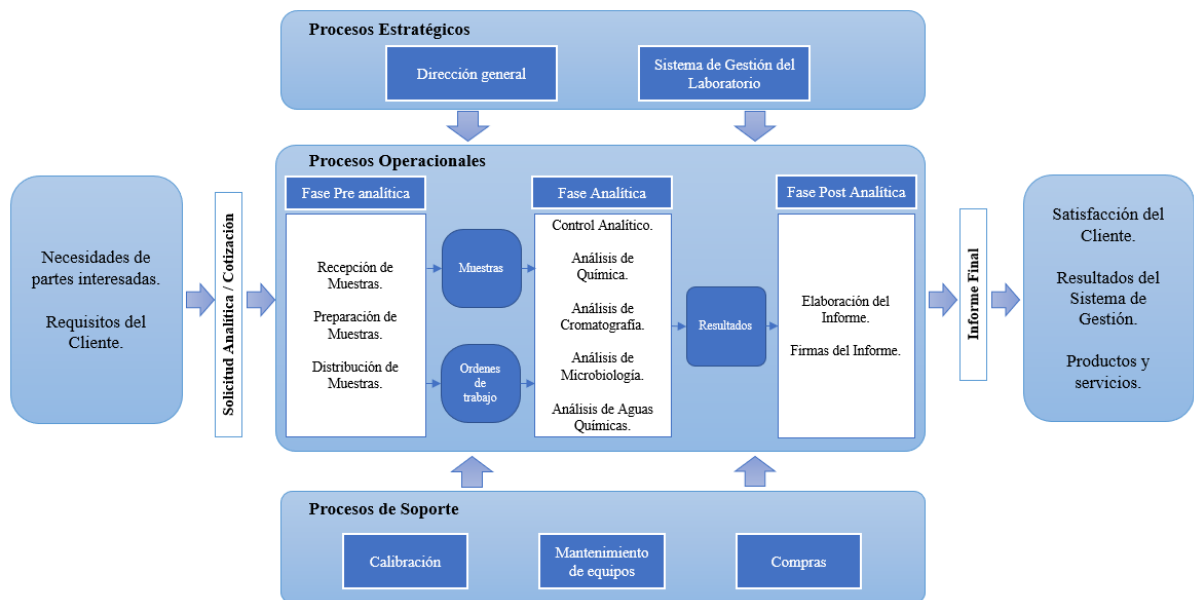 Procesos Estratégicos
Dirección general
Sistema de Gestión del
Laboratorio
Necesidades de
partes interesadas.
Requisitos del
Cliente.
Solicitud Analítica / Cotización
Procesos Operacionales
Fase Pre analítica
Recepción de
Muestras.
Preparación de
Muestras.
Distribución de
Muestras.
Muestras
Ordenes
de
trabajo
Fase Analítica
Control Analítico.
Análisis de
Química.
Análisis de
Cromatografía.
Análisis de
Microbiología.
Análisis de Aguas
Químicas.
Resultados
Fase Post Analítica
Elaboración del
Informe.
Firmas del Informe.
Informe Final
Satisfacción del
Cliente.
Resultados del
Sistema de
Gestión.
Productos y
servicios.
Procesos de Soporte
Calibración
Mantenimiento
de equipos
Compras